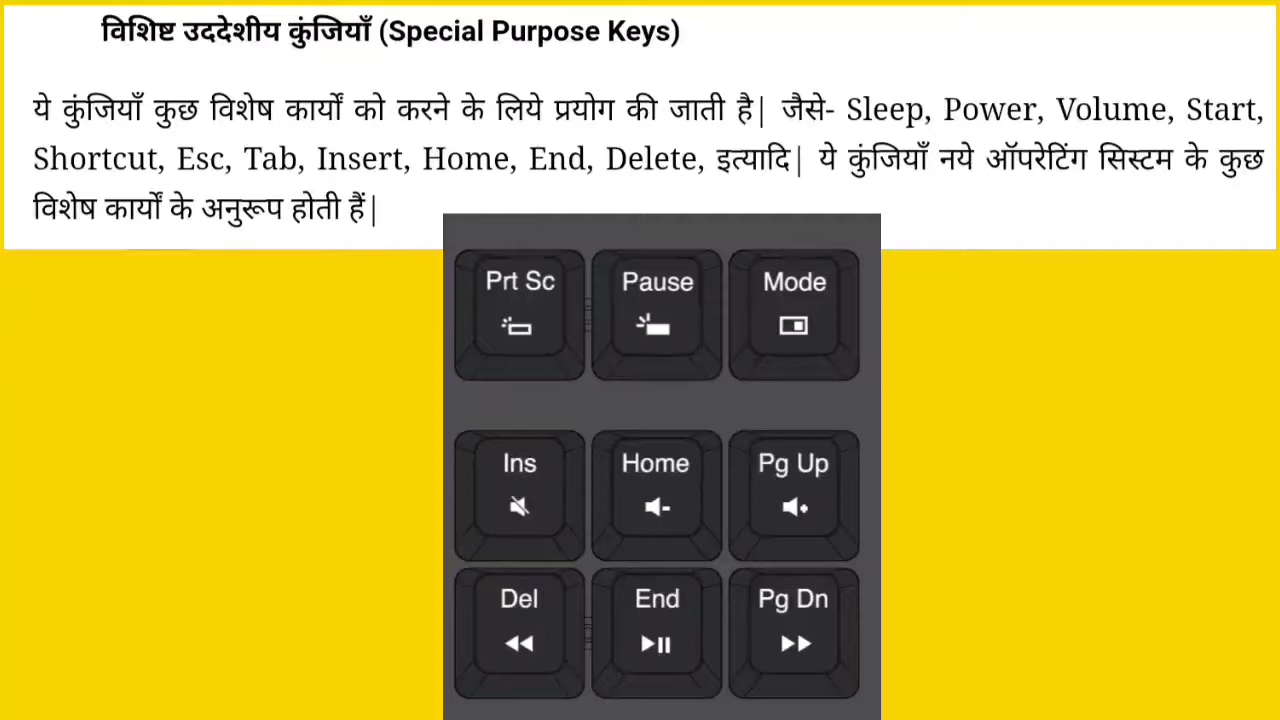 विशिष्ट उददेशीय कुंजियाँ (Special Purpose Keys)
ये कुंजियाँ कुछ विशेष कार्यों को करने के लिये प्रयोग की जाती है| जैसे- Sleep, Power, Volume, Start,
Shortcut, Esc, Tab, Insert, Home, End, Delete, इत्यादि| ये कुंजियाँ नये ऑपरेटिंग सिस्टम के कुछ
विशेष कार्यों के अनुरूप होती हैं|
Prt Sc Pause Mode
Ins Home Pg Up
Del End Pg Dn